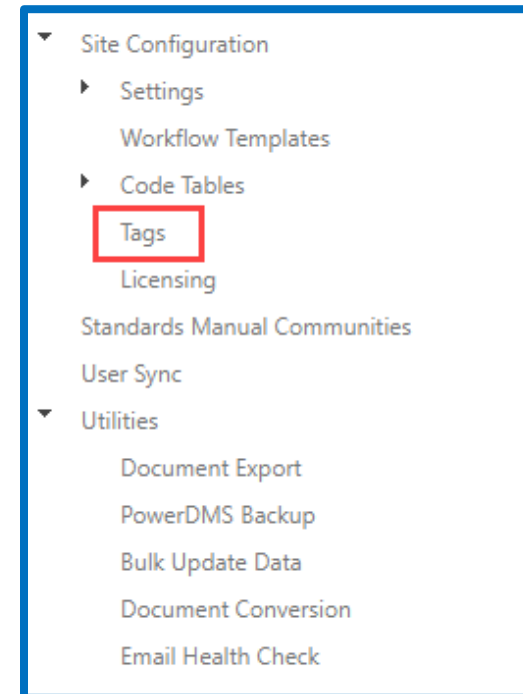 Site Configuration
Settings
Workflow Templates
Code Tables
Tags
Licensing
Standards Manual Communities
User Sync
Utilities
Document Export
PowerDMS Backup
Bulk Update Data
Document Conversion
Email Health Check